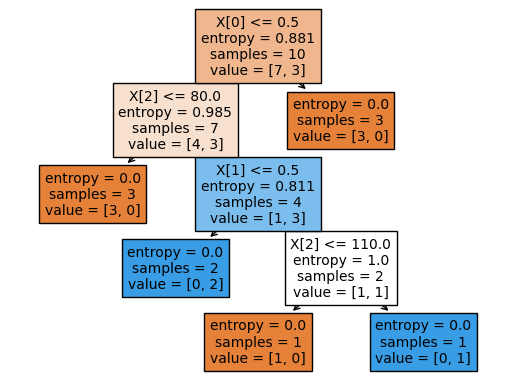 X[0] <= 0.5
entropy = 0.881
samples = 10
value = [7, 3]
X[2] <= 80.0
entropy = 0.985
samples = 7
value = [4, 3]
entropy = 0.0
samples = 3
value = [3, 0]
entropy = 0.0
samples = 3
value = [3, 0]
X[1] <= 0.5
entropy = 0.811
samples = 4
value = [1, 3]
entropy = 0.0
samples = 2
value = [0, 2]
X[2] <= 110.0
entropy = 1.0
samples = 2
value = [1, 1]
entropy = 0.0
samples = 1
value = [1, 0]
entropy = 0.0
samples = 1
value = [0, 1]